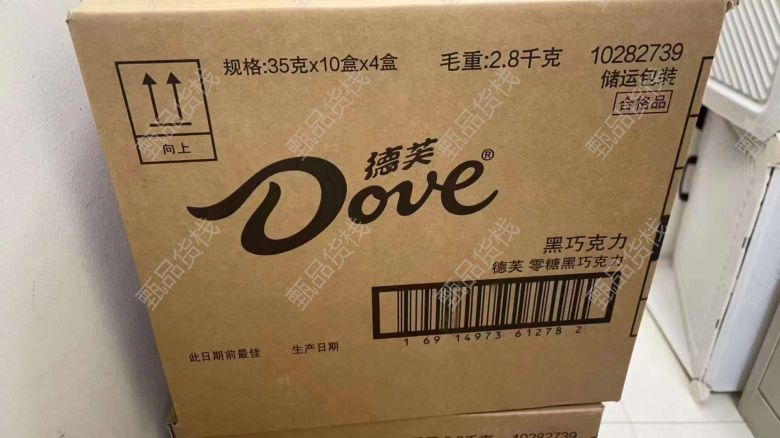 规格:35克x10盒x4盒
毛重:2.8千克
10282739
储运包装
合格品
向上
德芙
Dove®
黑巧克力
德芙 零糖黑巧克力
1 69 14973 61278 2
此日期前最佳
生产日期
甄品货栈